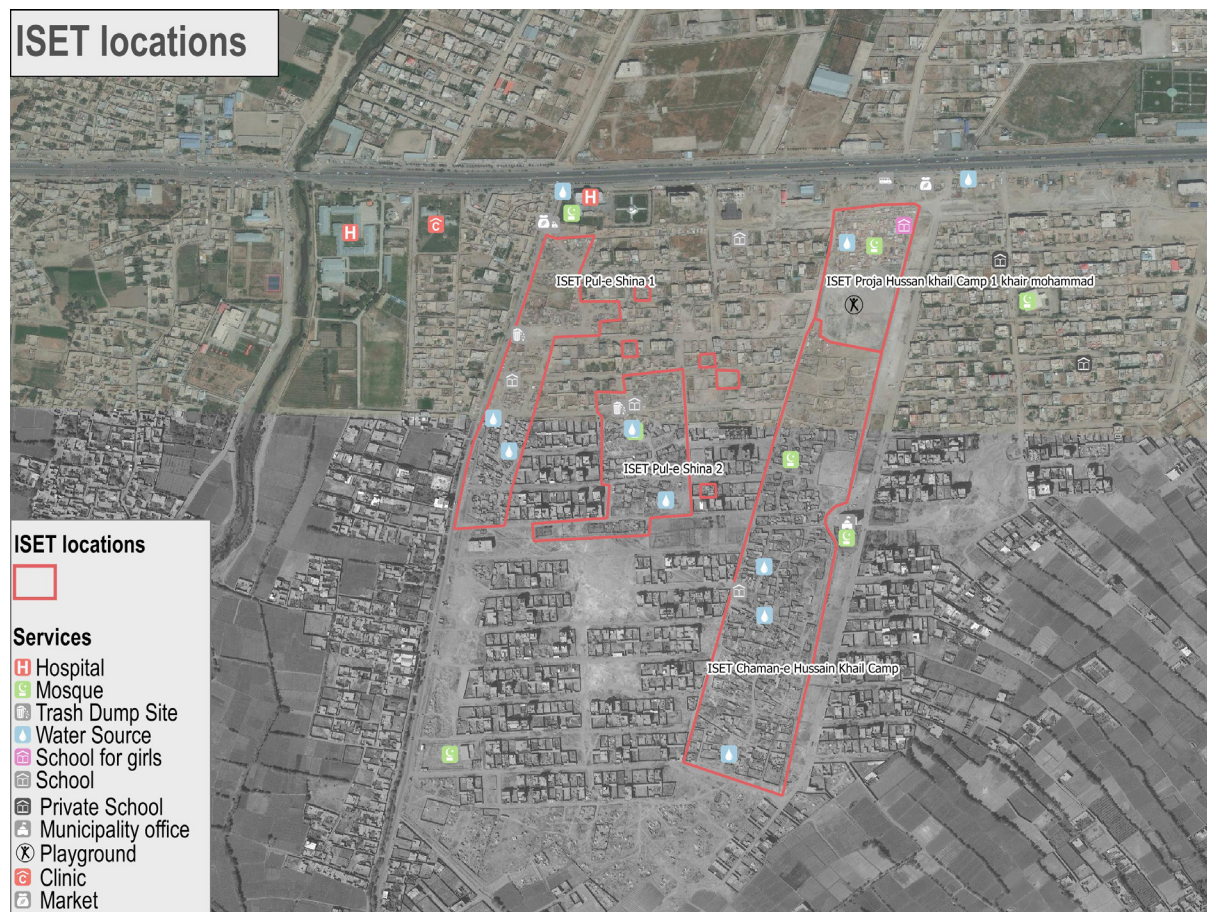 ISET locations
ISET Pul-e Shina 1
ISET Proja Hussan khail Camp 1 khair mohammad
ISET Pul-e Shina 2
ISET Chaman-e Hussain Khail Camp
ISET locations
Services
H Hospital
Mosque
Trash Dump Site
Water Source
School for girls
School
Private School
Municipality office
Playground
C Clinic
Market
H
H
C